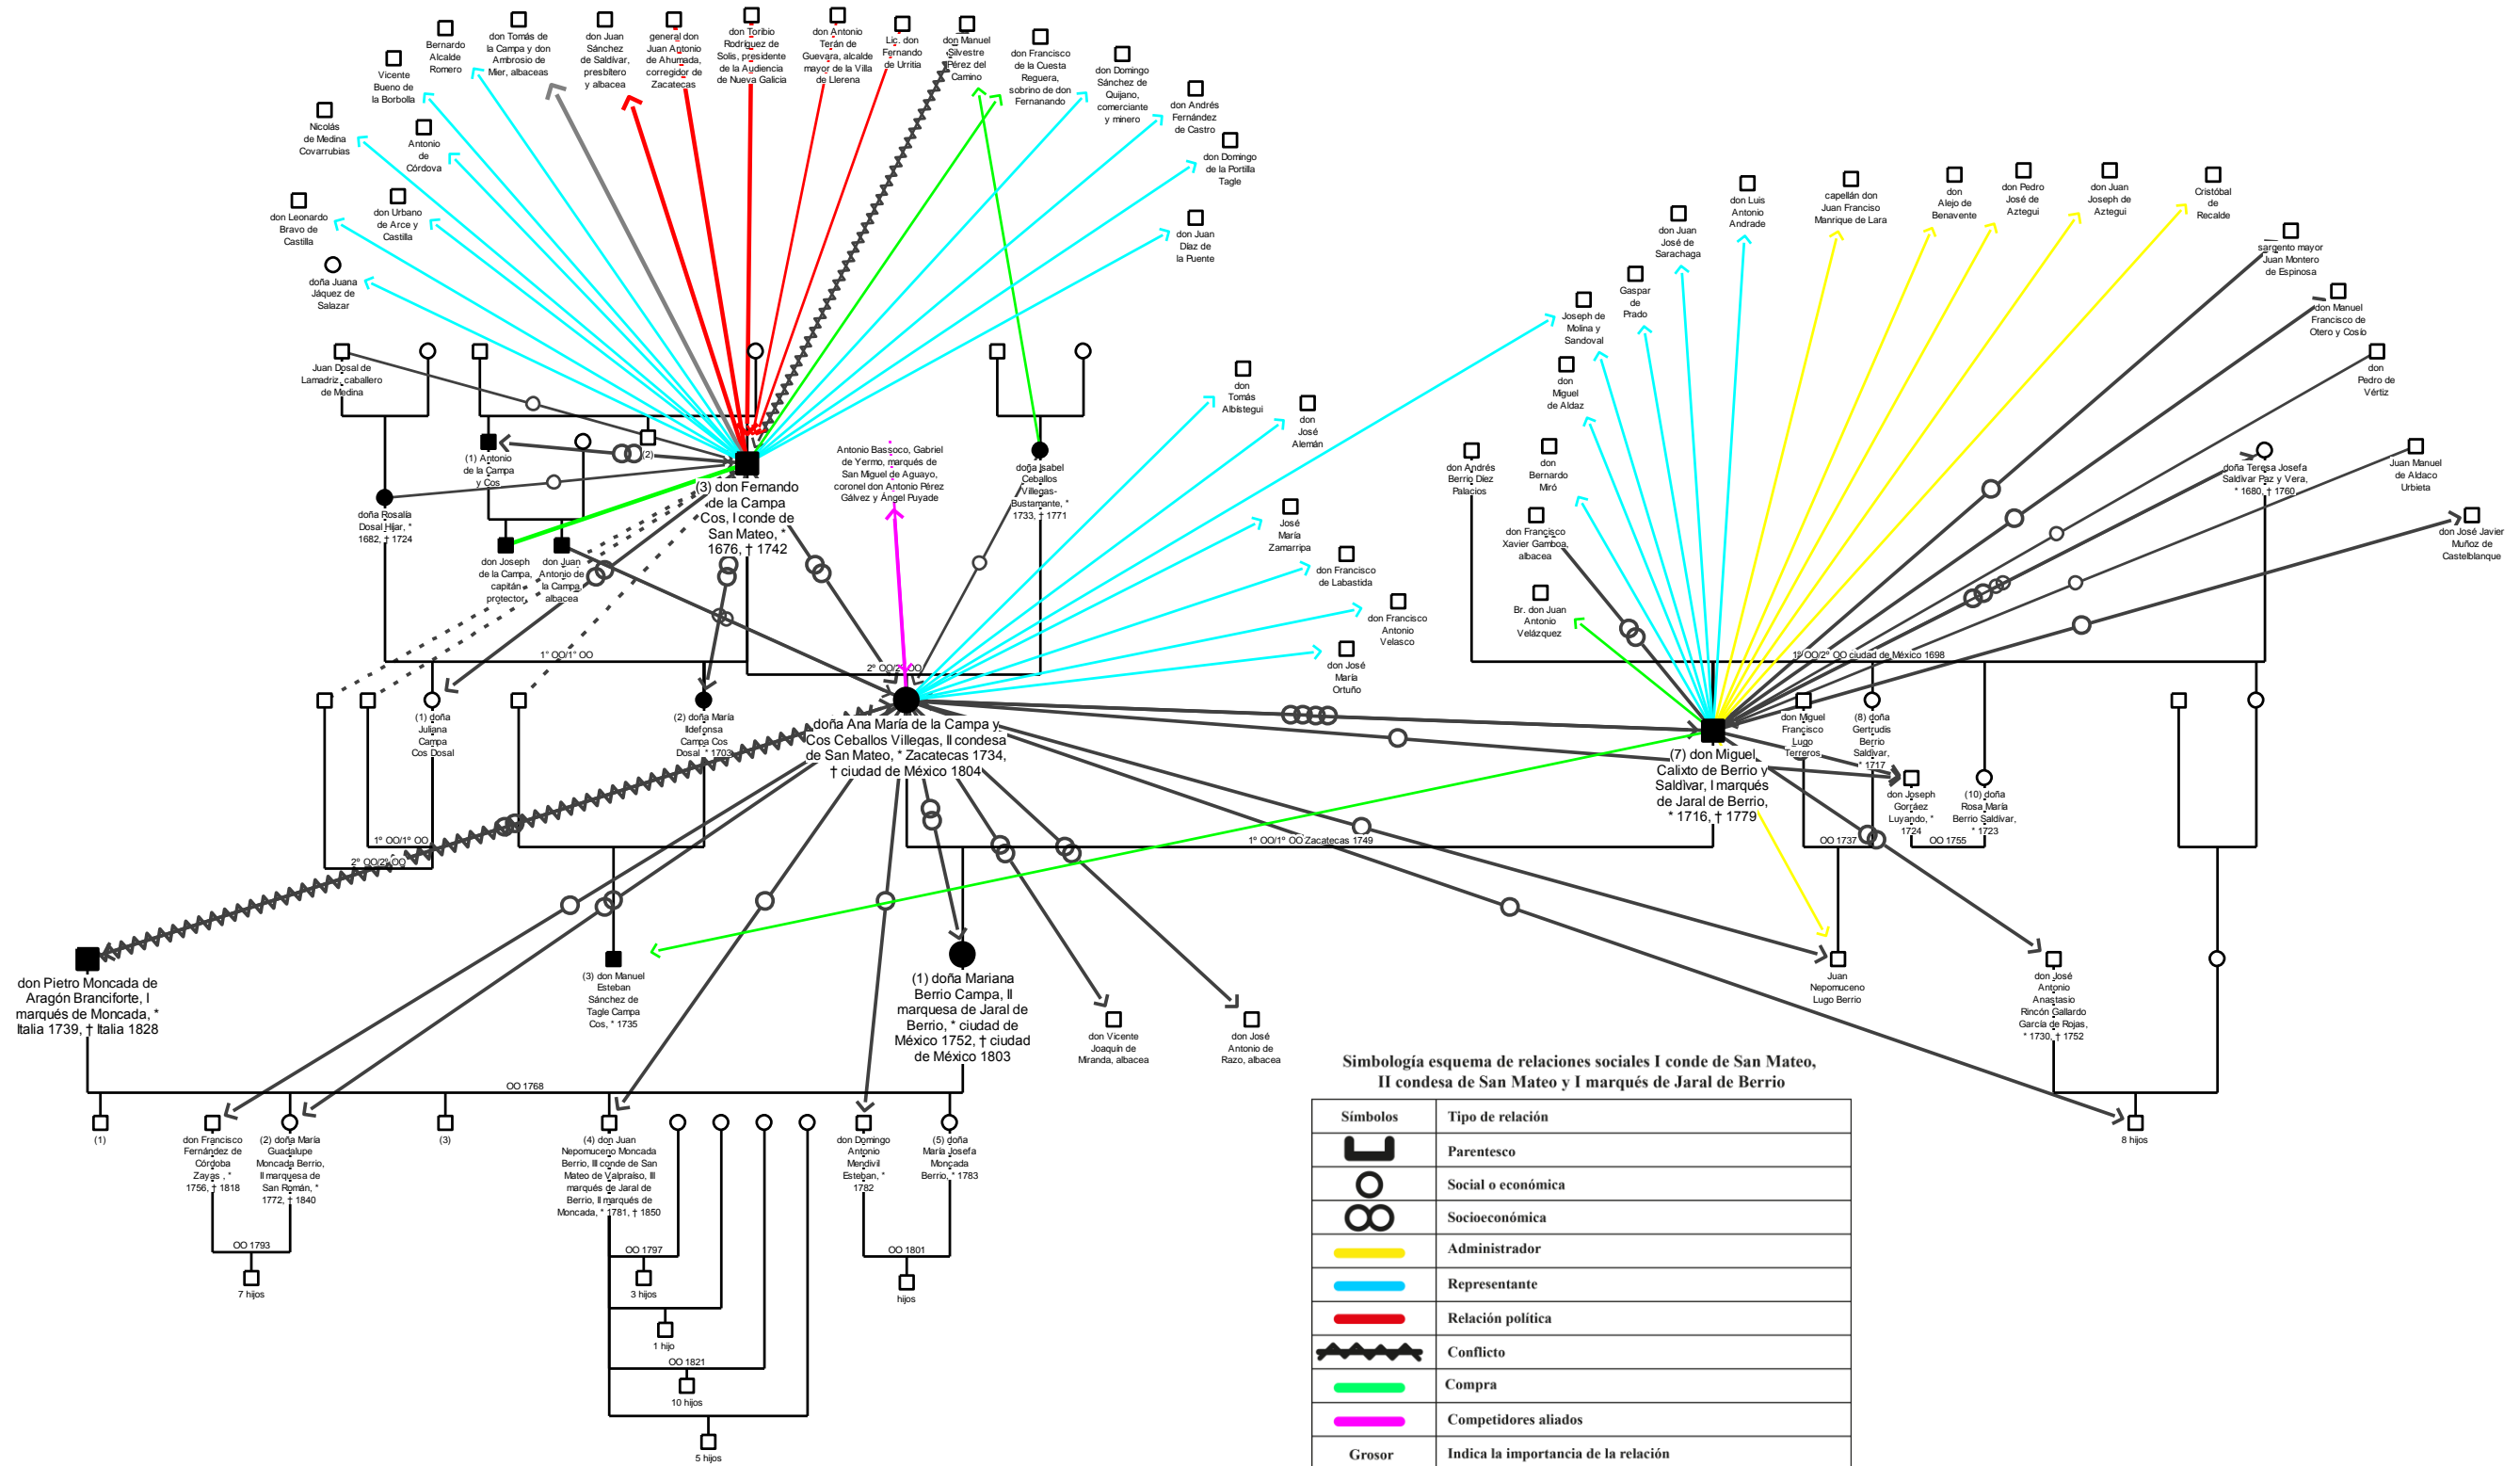 Bernardo
Alcalde
Romero
don Tomás de
la Campa y don
Ambrosio de
Mier, albaceas
don Juan
Sánchez
de Saldívar,
presbítero
y albacea
general don
Juan Antonio
de Ahumada,
corregidor de
Zacatecas
don Toribio
Rodríguez de
Solis, presidente
de la Audiencia
de Nueva Galicia
don Antonio
Terán de
Guevara, alcalde
mayor de la Villa
de Llerena
Lic. don
Fernando
de Urritia
don Manuel
Silvestre
Pérez del
Camino
don Francisco
de la Cuesta
Reguera,
sobrino de don
Fernanando
don Domingo
Sánchez de
Quijano,
comerciante
y minero
don Andrés
Fernández
de Castro
don Domingo
de la Portilla
Tagle
don Juan
Díaz de
la Puente
Vicente
Bueno de
la Borbolla
Nicolás
de Medina
Covarrubias
Antonio
de
Córdova
don Leonardo
Bravo de
Castilla
don Urbano
de Arce y
Castilla
doña Juana
Jáquez de
Salazar
Juan Dosal de
Lamadriz, caballero
de Medina
(1) Antonio
de la Campa
y Cos
(2)
doña Rosalía
Dosal Híjar, *
1682, † 1724
don Joseph
de la Campa,
capitán
protector
don Juan
Antonio de
la Campa,
albacea
(3) don Fernando
de la Campa
Cos, I conde de
San Mateo, *
1676, † 1742
Antonio Bassoco, Gabriel
de Yermo, marqués de
San Miguel de Aguayo,
coronel don Antonio Pérez
Gálvez y Ángel Puyade
doña Isabel
Ceballos
Villegas-
Bustamante, *
1733, † 1771
don
Tomás
Albístegui
don
José
Alemán
José
María
Zamarripa
don Francisco
de Labastida
don Francisco
Antonio
Velasco
don José
María
Ortuño
Joseph de
Molina y
Sandoval
Gaspar
de
Prado
don Juan
José de
Sarachaga
don Luis
Antonio
Andrade
capellán don
Juan Franciso
Manrique de Lara
don
Alejo de
Benavente
don Pedro
José de
Aztegui
don Juan
Joseph de
Aztegui
Cristóbal
de
Recalde
sargento mayor
Juan Montero
de Espinosa
don Manuel
Francisco de
Otero y Cosío
don
Pedro de
Vértiz
Juan Manuel
de Aldaco
Urbieta
don José Javier
Muñoz de
Castelblanque
doña Teresa Josefa
Saldívar Paz y Vera,
* 1680, † 1760
don
Miguel
de Aldaz
don
Bernardo
Miró
don Andrés
Berrio Díez
Palacios
don Francisco
Xavier Gamboa,
albacea
Br. don Juan
Antonio
Velázquez
1° OO/1° OO
2° OO/2° OO
1º OO/2º OO ciudad de México 1698
(1) doña
Juliana
Campa
Cos Dosal
(2) doña María
Ildefonsa
Campa Cos
Dosal, * 1703
doña Ana María de la Campa y
Cos Ceballos Villegas, II condesa
de San Mateo, * Zacatecas 1734,
† ciudad de México 1804
(7) don Miguel
Calixto de Berrio y
Saldívar, I marqués
de Jaral de Berrio,
* 1716, † 1779
don Miguel
Francisco
Lugo
Terreros
(8) doña
Gertrudis
Berrio
Saldívar,
* 1717
don Joseph
Gorráez
Luyando, *
1724
(10) doña
Rosa María
Berrio Saldívar,
* 1723
1º OO/1º OO
2º OO/2º OO
1º OO/1º OO Zacatecas 1749
OO 1737
OO 1755
don Pietro Moncada de
Aragón Branciforte, I
marqués de Moncada, *
Italia 1739, † Italia 1828
(3) don Manuel
Esteban
Sánchez de
Tagle Campa
Cos, * 1735
(1) doña Mariana
Berrio Campa, II
marquesa de Jaral de
Berrio, * ciudad de
México 1752, † ciudad
de México 1803
don Vicente
Joaquín de
Miranda, albacea
don José
Antonio de
Razo, albacea
Juan
Nepomuceno
Lugo Berrio
don José
Antonio
Anastasio
Rincón Gallardo
García de Rojas,
* 1730, † 1752
8 hijos
OO 1768
(1)
don Francisco
Fernández de
Córdoba
Zayas, *
1756, † 1818
(2) doña María
Guadalupe
Moncada Berrio,
II marquesa de
San Román, *
1772, † 1840
(3)
(4) don Juan
Nepomuceno Moncada
Berrio, III conde de San
Mateo de Valpraíso, III
marqués de Jaral de
Berrio, II marqués de
Moncada, * 1781, † 1850
don Domingo
Antonio
Mendivil
Esteban, *
1782
(5) doña
María Josefa
Moncada
Berrio, * 1783
OO 1793
7 hijos
OO 1797
3 hijos
1 hijo
OO 1821
10 hijos
5 hijos
OO 1801
hijos
Simbología esquema de relaciones sociales I conde de San Mateo,
II condesa de San Mateo y I marqués de Jaral de Berrio
Símbolos Tipo de relación
Parentesco
Social o económica
Socioeconómica
Administrador
Representante
Relación política
Conflicto
Compra
Competidores aliados
Grosor Indica la importancia de la relación